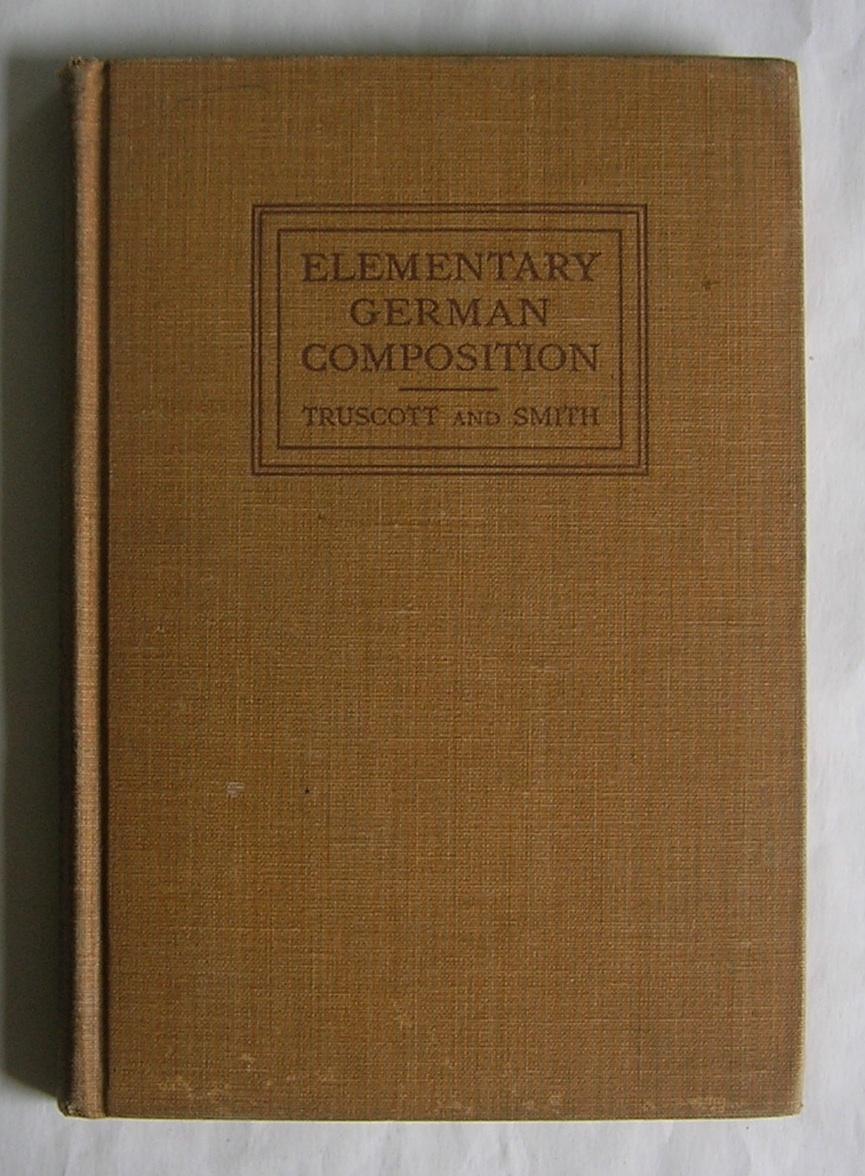 ELEMENTARY
GERMAN
COMPOSITION
TRUSCOTT AND SMITH